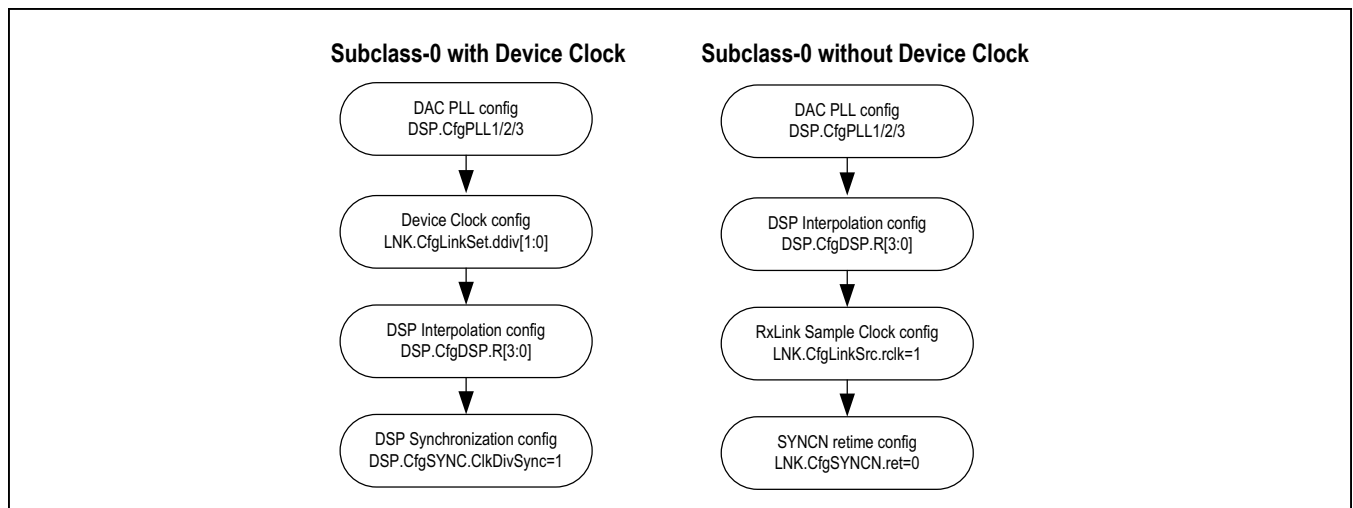 Subclass-0 with Device Clock
DAC PLL config
DSP.CfgPLL1/2/3
Device Clock config
LNK.CfgLinkSet.ddiv[1:0]
DSP Interpolation config
DSP.CfgDSP.R[3:0]
DSP Synchronization config
DSP.CfgSYNC.ClkDivSync=1
Subclass-0 without Device Clock
DAC PLL config
DSP.CfgPLL1/2/3
DSP Interpolation config
DSP.CfgDSP.R[3:0]
RxLink Sample Clock config
LNK.CfgLinkSrc.rclk=1
SYNCN retime config
LNK.CfgSYNCN.ret=0